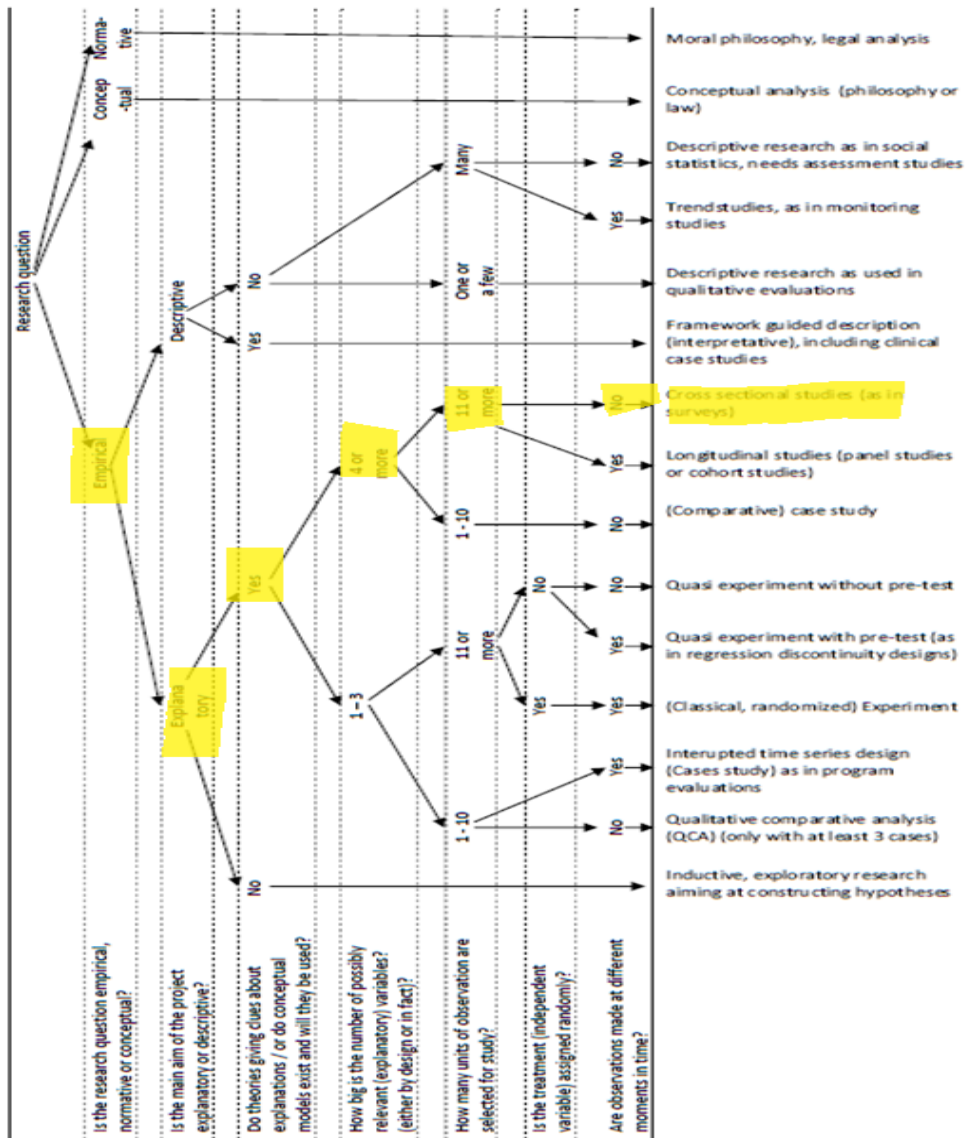 Research question
Is the research question empirical,
normative or conceptual?
Empirical
Concep
-tual
Norma-
tive
Is the main aim of the project
explanatory or descriptive?
Explana
tory
Descriptive
Do theories giving clues about
explanations / or do conceptual
models exist and will they be used?
No
Yes
Yes
No
How big is the number of possibly
relevant (explanatory) variables?
(either by design or in fact)?
1 – 3
4 or
more
How many units of observation are
selected for study?
1 - 10
11 or
more
1 - 10
11 or
more
One or
a few
Many
Is the treatment (independent
variable) assigned randomly?
Yes
No
Are observations made at different
moments in time?
No
Yes
Yes
Yes
No
No
Yes
No
Yes
No
Moral philosophy, legal analysis
Conceptual analysis (philosophy or
law)
Descriptive research as in social
statistics, needs assessment studies
Trendstudies, as in monitoring
studies
Descriptive research as used in
qualitative evaluations
Framework guided description
(interpretative), including clinical
case studies
Cross sectional studies (as in
surveys)
Longitudinal studies (panel studies
or cohort studies)
(Comparative) case study
Quasi experiment without pre-test
Quasi experiment with pre-test (as
in regression discontinuity designs)
(Classical, randomized) Experiment
Interupted time series design
(Cases study) as in program
evaluations
Qualitative comparative analysis
(QCA) (only with at least 3 cases)
Inductive, exploratory research
aiming at constructing hypotheses